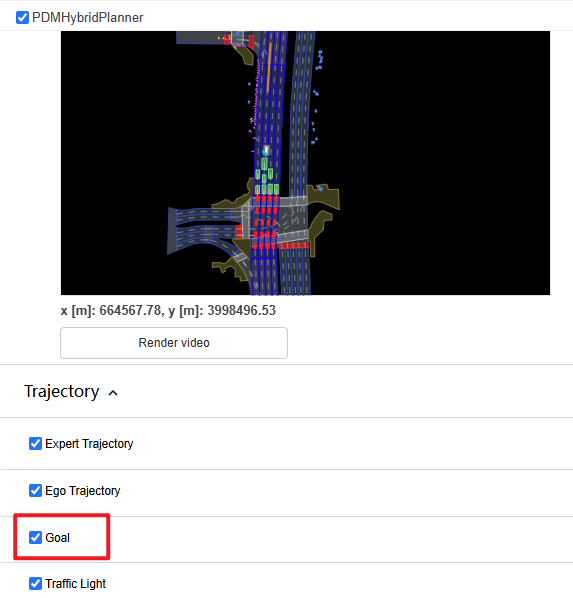 PDMHybridPlanner
x [m]: 664567.78, y [m]: 3998496.53
Render video
Trajectory
Expert Trajectory
Ego Trajectory
Goal
Traffic Light